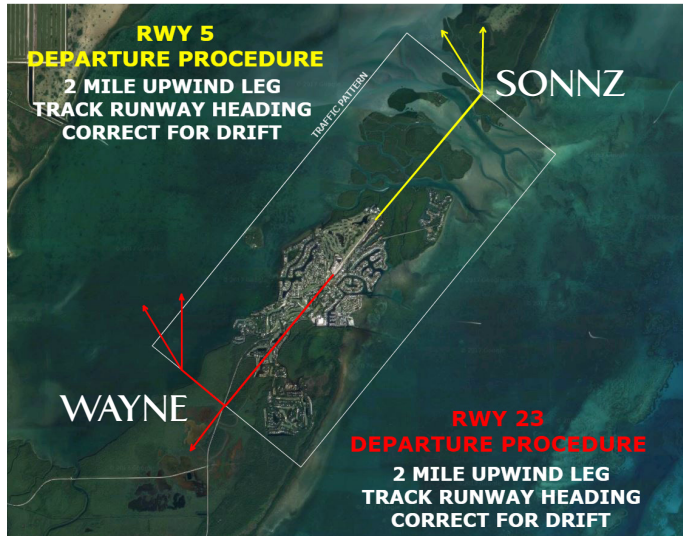 RWY 5
DEPARTURE PROCEDURE
2 MILE UPWIND LEG
TRACK RUNWAY HEADING
CORRECT FOR DRIFT
TRAFFIC PATTERN
SONNZ
WAYNE
RWY 23
DEPARTURE PROCEDURE
2 MILE UPWIND LEG
TRACK RUNWAY HEADING
CORRECT FOR DRIFT